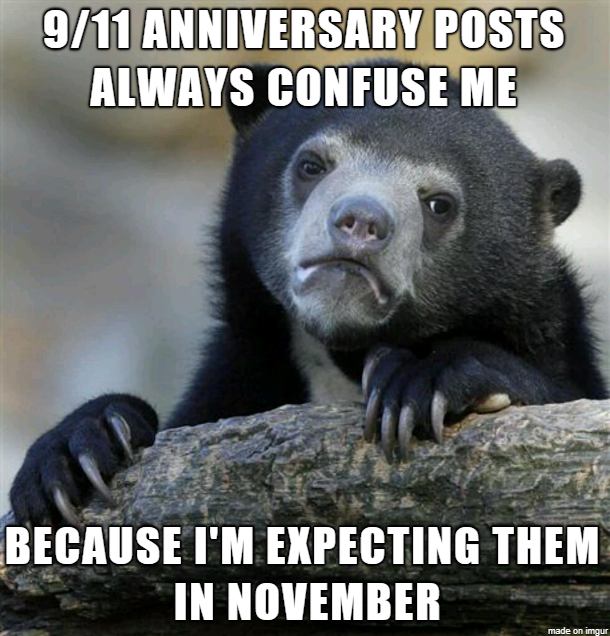 9/11 ANNIVERSARY POSTS
ALWAYS CONFUSE ME
BECAUSE I'M EXPECTING THEM
IN NOVEMBER
made on imgur